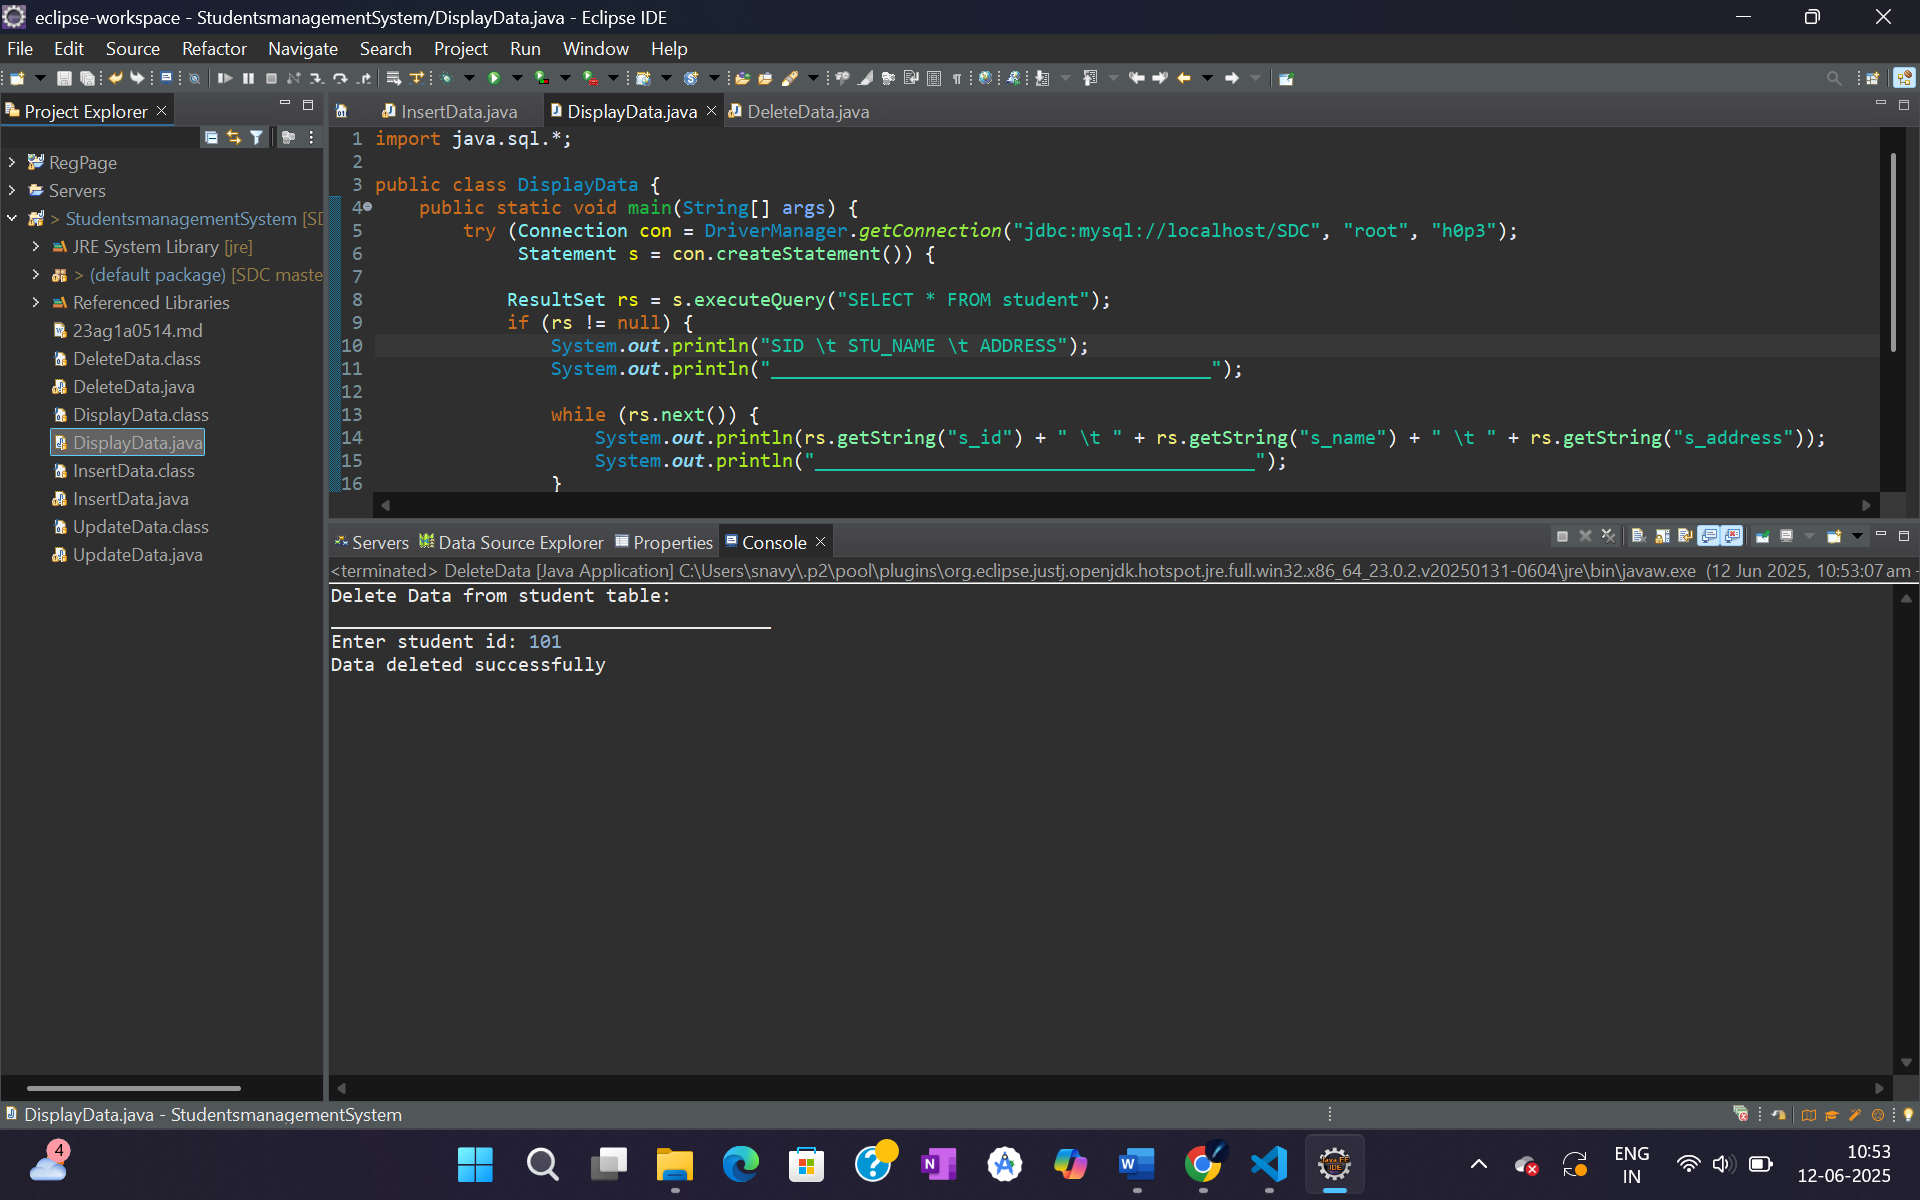 eclipse-workspace - StudentsmanagementSystem/DisplayData.java - Eclipse IDE
File Edit Source Refactor Navigate Search Project Run Window Help
Project Explorer
InsertData.java
DisplayData.java
DeleteData.java
RegPage
Servers
> StudentsmanagementSystem [SD
JRE System Library [jre]
> (default package) [SDC maste
Referenced Libraries
23ag1a0514.md
DeleteData.class
DeleteData.java
DisplayData.class
DisplayData.java
InsertData.class
InsertData.java
UpdateData.class
UpdateData.java
1 import java.sql.*;
2
3 public class DisplayData {
4 public static void main(String[] args) {
5 try (Connection con = DriverManager.getConnection("jdbc:mysql://localhost/SDC", "root", "h0p3");
6 Statement s = con.createStatement()) {
7
8 ResultSet rs = s.executeQuery("SELECT * FROM student");
9 if (rs != null) {
10 System.out.println("SID \t STU_NAME \t ADDRESS");
11 System.out.println("________________________________________");
12
13 while (rs.next()) {
14 System.out.println(rs.getString("s_id") + " \t " + rs.getString("s_name") + " \t " + rs.getString("s_address"));
15 System.out.println("________________________________________");
16 }
Servers Data Source Explorer Properties Console
<terminated> DeleteData [Java Application] C:\Users\snavy\.p2\pool\plugins\org.eclipse.justj.openjdk.hotspot.jre.full.win32.x86_64_23.0.2.v20250131-0604\jre\bin\javaw.exe (12 Jun 2025, 10:53:07 am -
Delete Data from student table:
________________________________________
Enter student id: 101
Data deleted successfully
DisplayData.java - StudentsmanagementSystem
4
ENG
IN
10:53
12-06-2025